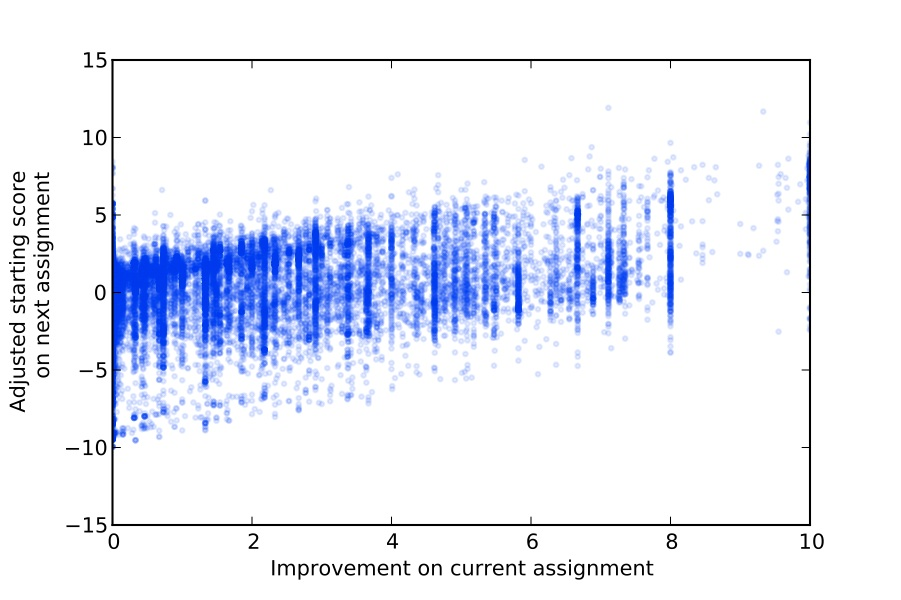 Adjusted starting score
on next assignment
15
10
5
0
−5
−10
−15
0 2 4 6 8 10
Improvement on current assignment